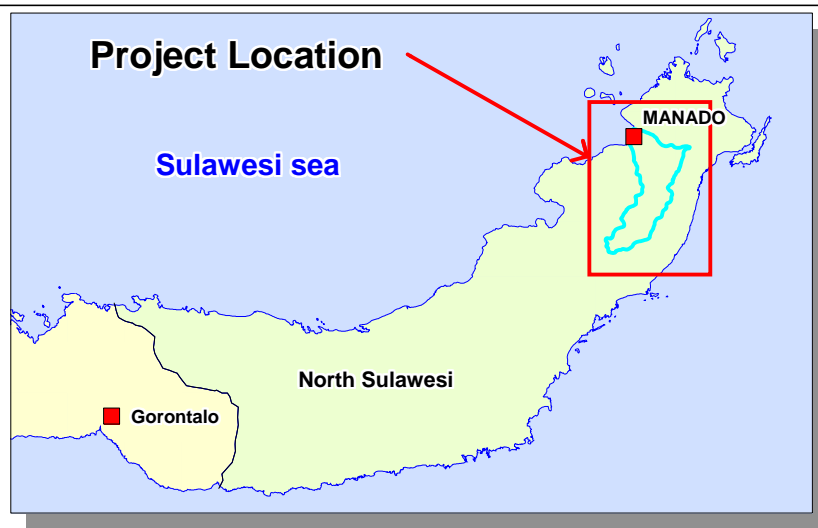 Project Location
MANADO
Sulawesi sea
North Sulawesi
Gorontalo